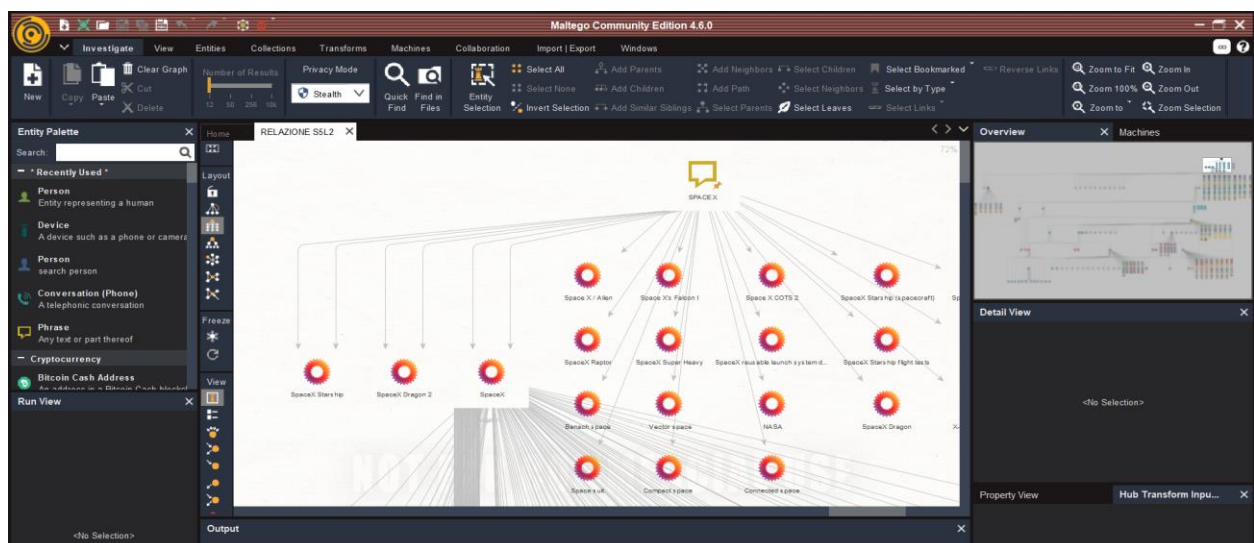 Maltego Community Edition 4.6.0
Investigate View Entities Collections Transforms Machines Collaboration Import | Export Windows
New
Copy
Paste
Clear Graph
Cut
Delete
Number of Results
12 50 256 10k
Privacy Mode
Stealth
Quick Find
Find in Files
Entity Selection
Select All
Select None
Invert Selection
Add Parents
Add Children
Add Similar Siblings
Add Neighbors
Add Path
Select Parents
Select Children
Select Neighbors
Select Leaves
Select Bookmarked
Select by Type
Select Links
Reverse Links
Zoom to Fit
Zoom 100%
Zoom to
Zoom In
Zoom Out
Zoom Selection
Entity Palette
Search:
* Recently Used *
Person
Entity representing a human
Device
A device such as a phone or camera
Person
search person
Conversation (Phone)
A telephonic conversation
Phrase
Any text or part thereof
Cryptocurrency
Bitcoin Cash Address
Run View
<No Selection>
Home
RELAZIONE S5L2
Layout
Freeze
View
72%
SPACE X
Space X / Alien
Space X's Falcon I
Space X COTS 2
SpaceX Starship (spacecraft)
SpaceX Raptor
SpaceX Super Heavy
SpaceX reusable launch system d...
SpaceX Starship flight tests
SpaceX Starship
SpaceX Dragon 2
SpaceX
Banach space
Vector space
NASA
SpaceX Dragon
Compact space
Connected space
Output
Overview
Machines
Detail View
<No Selection>
Property View
Hub Transform Inpu...